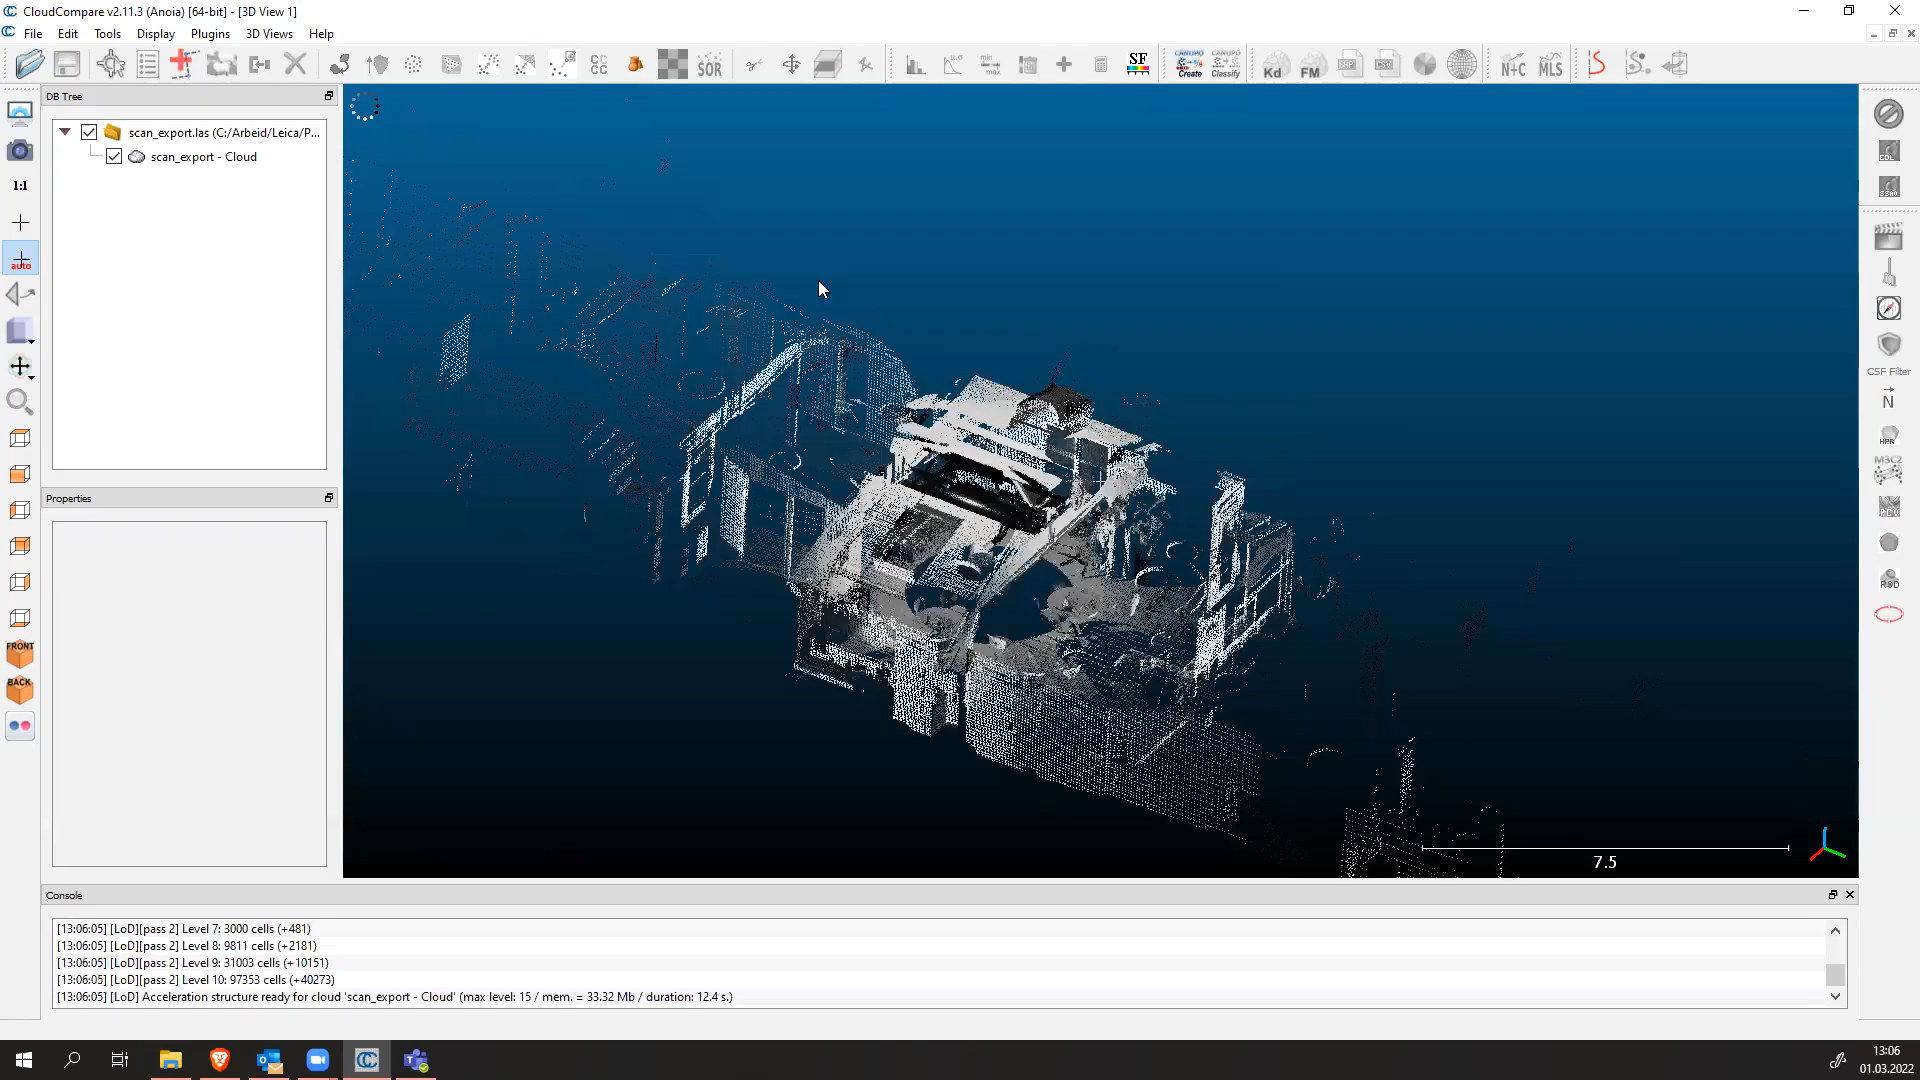 CloudCompare v2.11.3 (Anoia) [64-bit] - [3D View 1]
File Edit Tools Display Plugins 3D Views Help
SOR
min
max
SF
CANUPO
Create
CANUPO
Classify
Kd
FM
SHP
CSV
N+C
MLS
DB Tree
scan_export.las (C:/Arbeid/Leica/P...
scan_export - Cloud
1:1
auto
FRONT
BACK
Properties
7.5
EDL
SSAO
CSF Filter
N
HPR
M3C2
PCV
RSD
Console
[13:06:05] [LoD][pass 2] Level 7: 3000 cells (+481)
[13:06:05] [LoD][pass 2] Level 8: 9811 cells (+2181)
[13:06:05] [LoD][pass 2] Level 9: 31003 cells (+10151)
[13:06:05] [LoD][pass 2] Level 10: 97353 cells (+40273)
[13:06:05] [LoD] Acceleration structure ready for cloud 'scan_export - Cloud' (max level: 15 / mem. = 33.32 Mb / duration: 12.4 s.)
13:06
01.03.2022